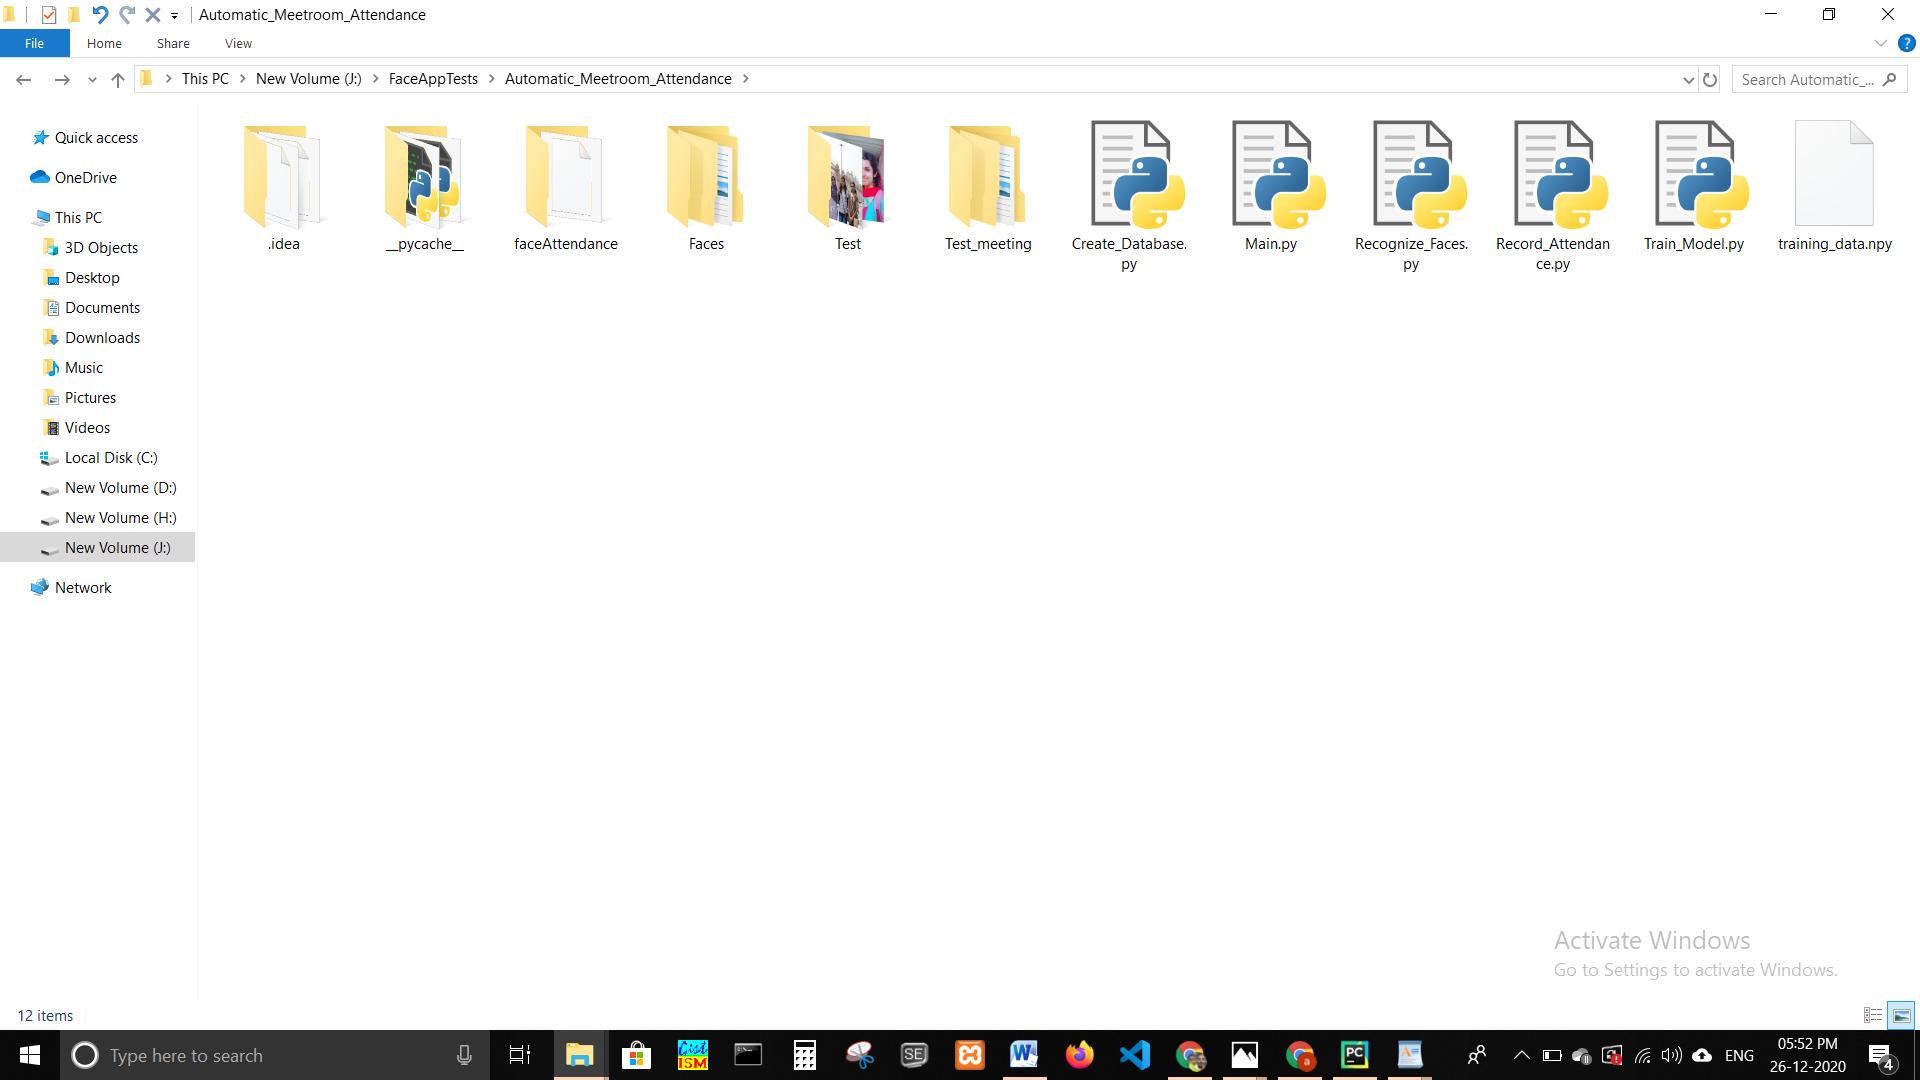 Automatic_Meetroom_Attendance
File Home Share View
This PC New Volume (J:) FaceAppTests Automatic_Meetroom_Attendance
Search Automatic_...
Quick access
OneDrive
This PC
3D Objects
Desktop
Documents
Downloads
Music
Pictures
Videos
Local Disk (C:)
New Volume (D:)
New Volume (H:)
New Volume (J:)
Network
.idea
__pycache__
faceAttendance
Faces
Test
Test_meeting
Create_Database.
py
Main.py
Recognize_Faces.
py
Record_Attendan
ce.py
Train_Model.py
training_data.npy
Activate Windows
Go to Settings to activate Windows.
12 items
Type here to search
Gist
ISM
SE
W
a
PC
ENG
05:52 PM
26-12-2020
4